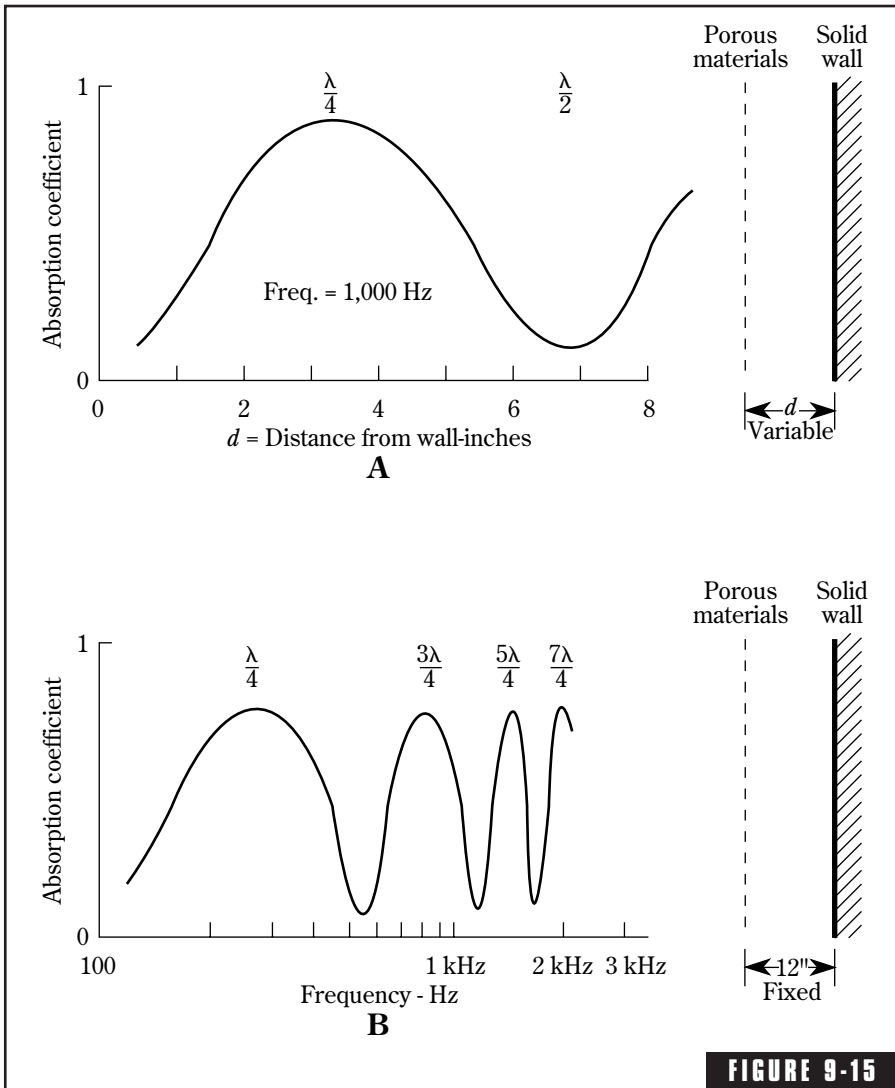 Porous materials
Solid wall
1
λ/4
λ/2
Absorption coefficient
Freq. = 1,000 Hz
0
0 2 4 6 8
d = Distance from wall-inches
d
Variable
A
Porous materials
Solid wall
1
λ/4 3λ/4 5λ/4 7λ/4
Absorption coefficient
0
100 1 kHz 2 kHz 3 kHz
Frequency - Hz
12"
Fixed
B
FIGURE 9-15